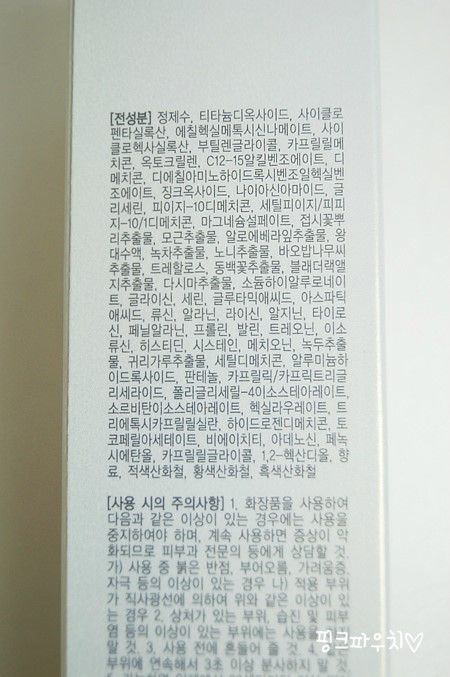 [전성분] 정제수, 티타늄디옥사이드, 사이클로
펜타실록산, 에칠헥실메톡시신나메이트, 사이
클로헥사실록산, 부틸렌글라이콜, 카프릴릴메
치콘, 옥토크릴렌, C12-15알킬벤조에이트, 디
메치콘, 디에칠아미노하이드록시벤조일헥실벤
조에이트, 징크옥사이드, 나이아신아마이드, 글
리세린, 피이지-10디메치콘, 세틸피이지/피피
지-10/1디메치콘, 마그네슘설페이트, 접시꽃뿌
리추출물, 모근추출물, 알로에베라잎추출물, 왕
대수액, 녹차추출물, 노니추출물, 바오밥나무씨
추출물, 트레할로스, 동백꽃추출물, 블래더랙앨
지추출물, 다시마추출물, 소듐하이알루로네이
트, 글라이신, 세린, 글루타믹애씨드, 아스파틱
애씨드, 류신, 알라닌, 라이신, 알지닌, 타이로
신, 페닐알라닌, 프롤린, 발린, 트레오닌, 이소
류신, 히스티딘, 시스테인, 메치오닌, 녹두추출
물, 귀리가루추출물, 세틸디메치콘, 알루미늄하
이드록사이드, 판테놀, 카프릴릭/카프릭트리글
리세라이드, 폴리글리세릴-4이소스테아레이트,
소르비탄이소스테아레이트, 헥실라우레이트, 트
리에톡시카프릴릴실란, 하이드로젠디메치콘, 토
코페릴아세테이트, 비에이치티, 아데노신, 페녹
시에탄올, 카프릴릴글라이콜, 1,2-헥산디올, 향
료, 적색산화철, 황색산화철, 흑색산화철
[사용 시의 주의사항] 1. 화장품을 사용하여
다음과 같은 이상이 있는 경우에는 사용을
중지하여야 하며, 계속 사용하면 증상이 악
화되므로 피부과 전문의 등에게 상담할 것.
가) 사용 중 붉은 반점, 부어오름, 가려움증,
자극 등의 이상이 있는 경우 나) 적용 부위
가 직사광선에 의하여 위와 같은 이상이 있
는 경우 2. 상처가 있는 부위, 습진 및 피부
염 등의 이상이 있는 부위에는 사용을 하지
말 것. 3. 사용 전에 흔들어 줄 것. 4.
부위에 연속해서 3초 이상 분사하지 말 것.
핑크파우치♡